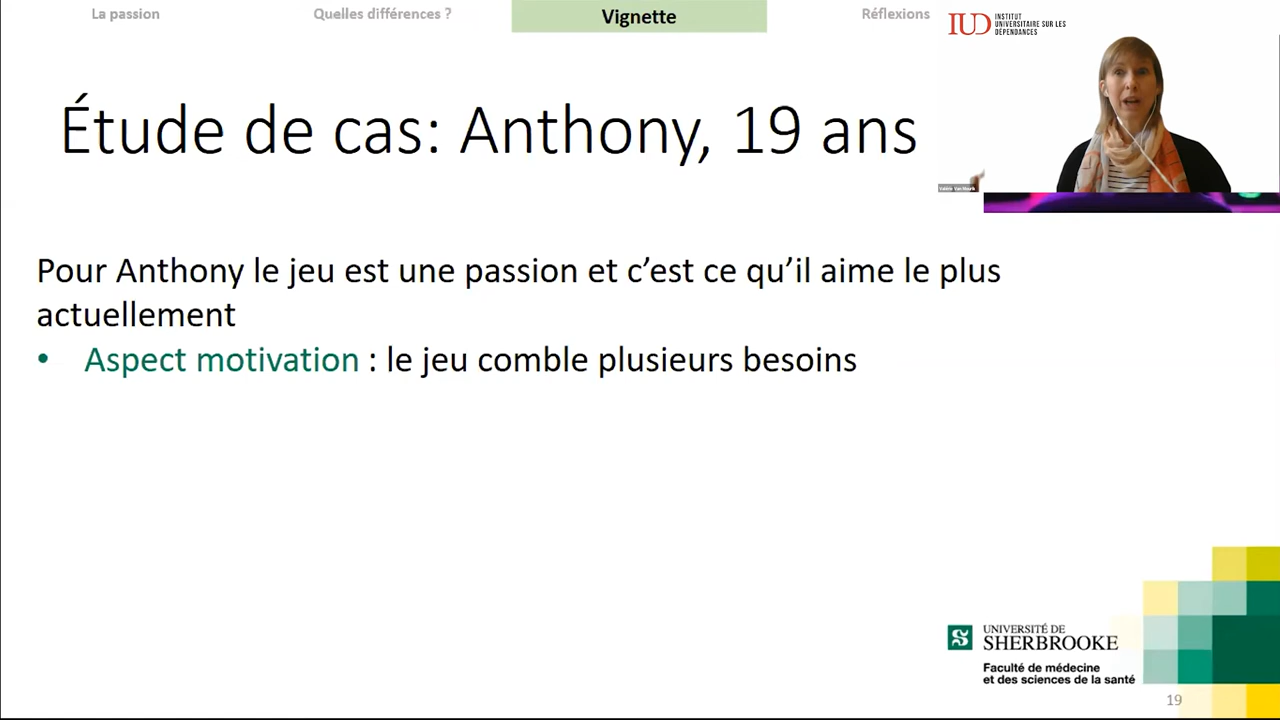 La passion
Quelles différences ?
Vignette
Réflexions
IUD INSTITUT
UNIVERSITAIRE SUR LES
DÉPENDANCES
Étude de cas: Anthony, 19 ans
Pour Anthony le jeu est une passion et c’est ce qu’il aime le plus
actuellement
• Aspect motivation : le jeu comble plusieurs besoins
UNIVERSITÉ DE
SHERBROOKE
Faculté de médecine
et des sciences de la santé
19